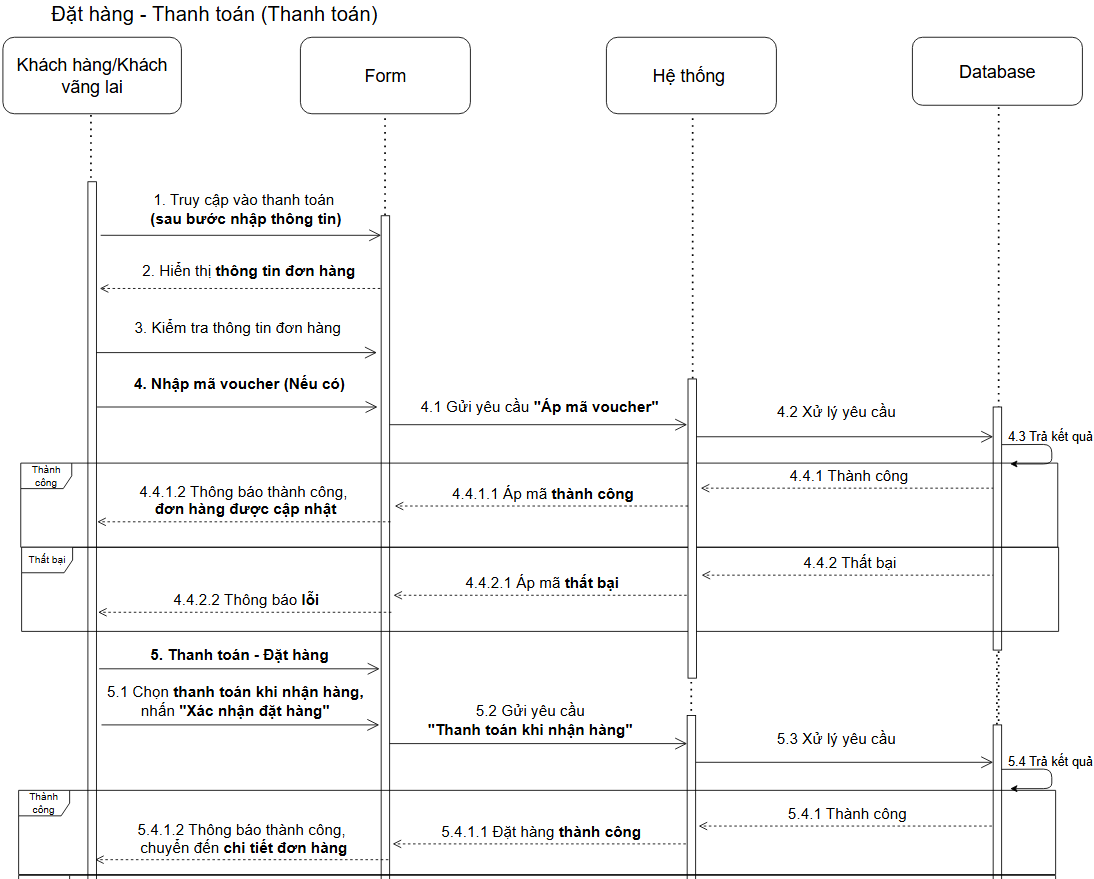 Đặt hàng - Thanh toán (Thanh toán)
Khách hàng/Khách
vãng lai
Form
Hệ thống
Database
1. Truy cập vào thanh toán
(sau bước nhập thông tin)
2. Hiển thị thông tin đơn hàng
3. Kiểm tra thông tin đơn hàng
4. Nhập mã voucher (Nếu có)
4.1 Gửi yêu cầu "Áp mã voucher"
4.2 Xử lý yêu cầu
4.3 Trả kết quả
Thành
công
4.4.1 Thành công
4.4.1.1 Áp mã thành công
4.4.1.2 Thông báo thành công,
đơn hàng được cập nhật
Thất bại
4.4.2 Thất bại
4.4.2.1 Áp mã thất bại
4.4.2.2 Thông báo lỗi
5. Thanh toán - Đặt hàng
5.1 Chọn thanh toán khi nhận hàng,
nhấn "Xác nhận đặt hàng"
5.2 Gửi yêu cầu
"Thanh toán khi nhận hàng"
5.3 Xử lý yêu cầu
5.4 Trả kết quả
Thành
công
5.4.1 Thành công
5.4.1.1 Đặt hàng thành công
5.4.1.2 Thông báo thành công,
chuyển đến chi tiết đơn hàng